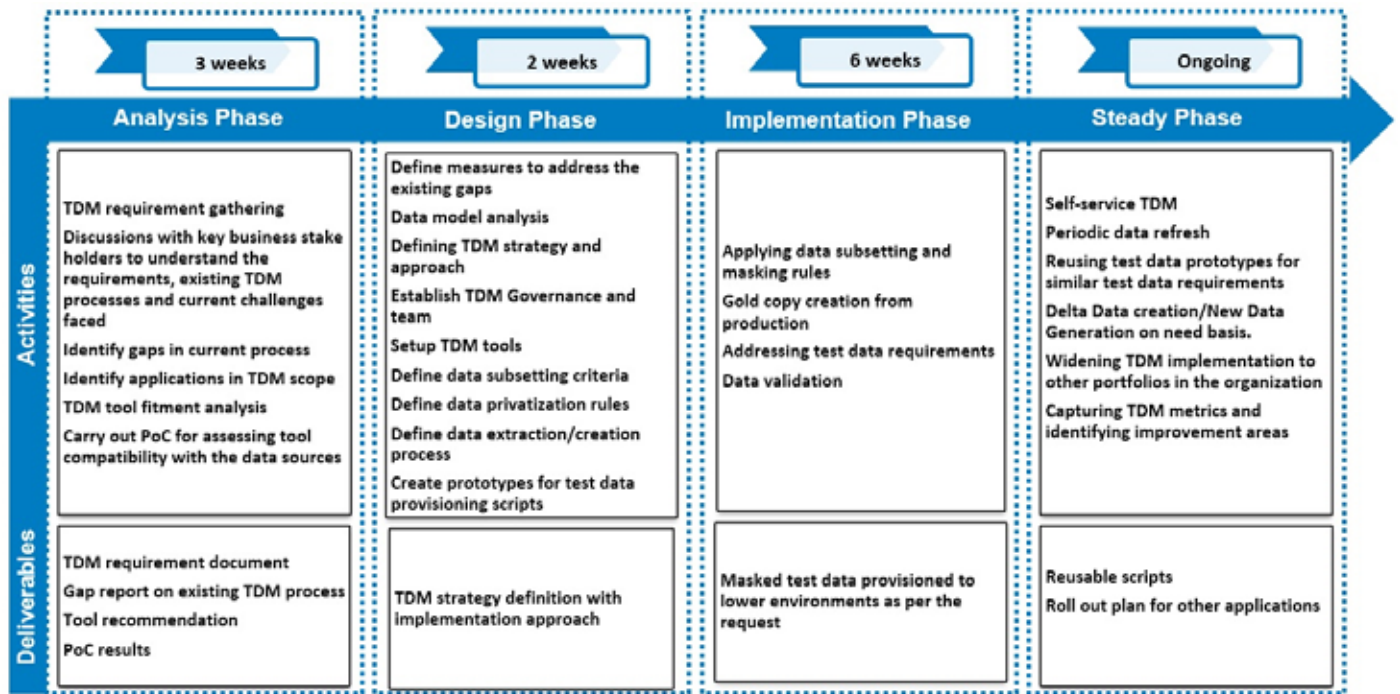 3 weeks
2 weeks
6 weeks
Ongoing
Analysis Phase
Design Phase
Implementation Phase
Steady Phase
Activities
TDM requirement gathering
Discussions with key business stake
holders to understand the
requirements, existing TDM
processes and current challenges
faced
Identify gaps in current process
Identify applications in TDM scope
TDM tool fitment analysis
Carry out PoC for assessing tool
compatibility with the data sources
Define measures to address the
existing gaps
Data model analysis
Defining TDM strategy and
approach
Establish TDM Governance and
team
Setup TDM tools
Define data subsetting criteria
Define data privatization rules
Define data extraction/creation
process
Create prototypes for test data
provisioning scripts
Applying data subsetting and
masking rules
Gold copy creation from
production
Addressing test data requirements
Data validation
Self-service TDM
Periodic data refresh
Reusing test data prototypes for
similar test data requirements
Delta Data creation/New Data
Generation on need basis.
Widening TDM implementation to
other portfolios in the organization
Capturing TDM metrics and
identifying improvement areas
Deliverables
TDM requirement document
Gap report on existing TDM process
Tool recommendation
PoC results
TDM strategy definition with
implementation approach
Masked test data provisioned to
lower environments as per the
request
Reusable scripts
Roll out plan for other applications